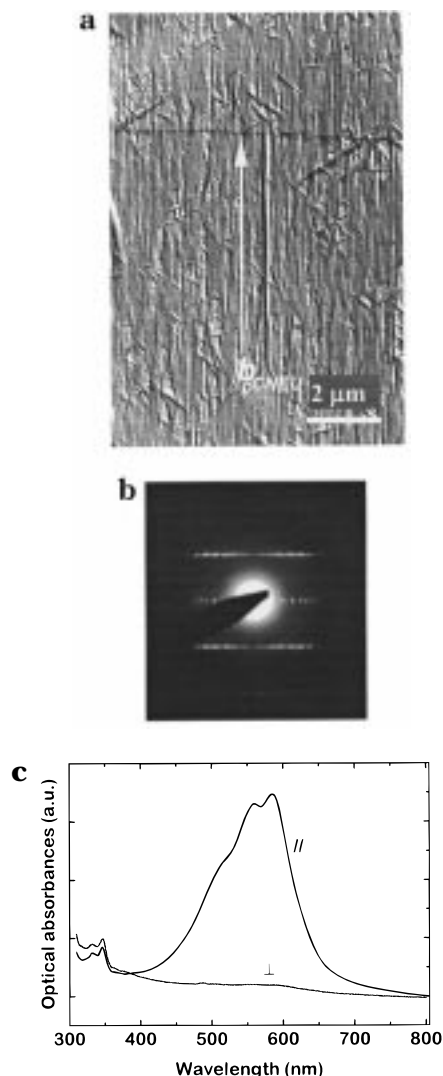 a
2 μm
b
c
Optical absorbances (a.u.)
//
⊥
300 400 500 600 700 800
Wavelength (nm)